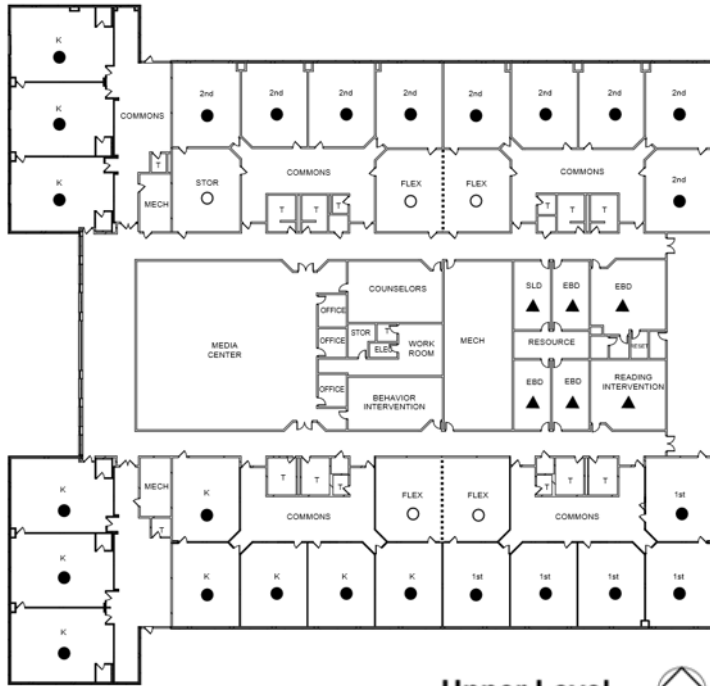 K
2nd 2nd 2nd 2nd 2nd 2nd 2nd 2nd
COMMONS
K
T
K
STOR
COMMONS
FLEX
FLEX
COMMONS
2nd
MECH
T T T
T T T
COUNSELORS
SLD
EBD
EBD
OFFICE
OFFICE
OFFICE
MEDIA
CENTER
STOR
T
ELEC
WORK
ROOM
MECH
RESOURCE
RESET
BEHAVIOR
INTERVENTION
EBD
EBD
READING
INTERVENTION
K
MECH
T
K
T T T
COMMONS
FLEX
FLEX
T T T
COMMONS
1st
K
K
K K K K 1st 1st 1st 1st
Upper Level